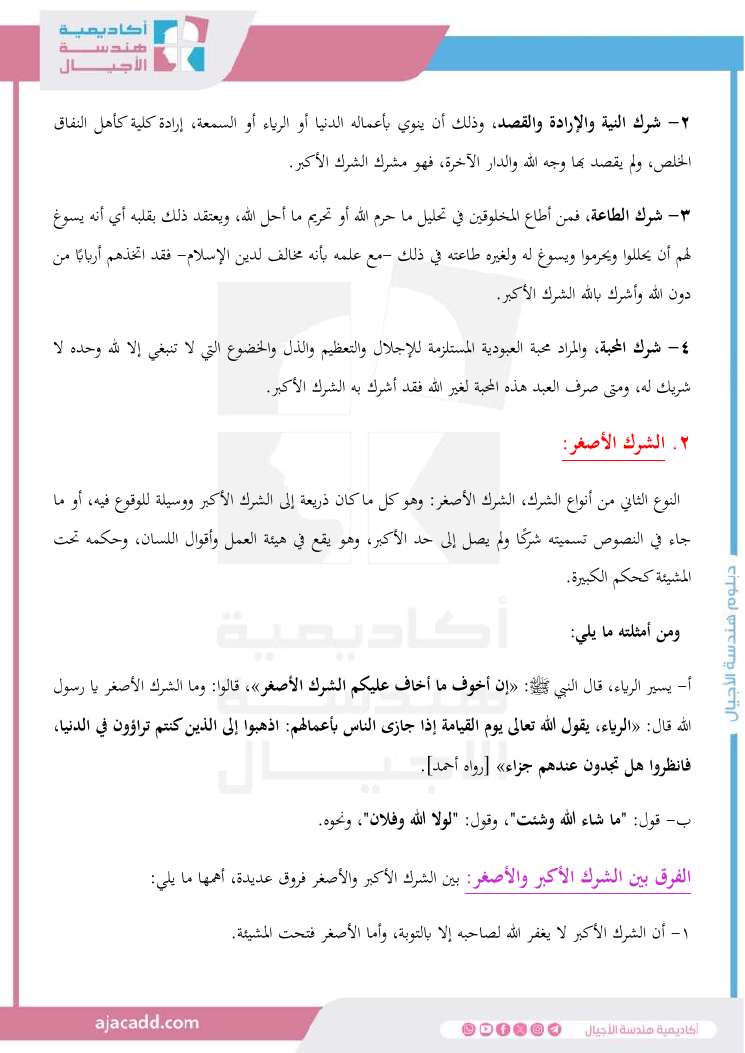 أكاديمية
هندسة
الأجيال
٢- شرك النية والإرادة والقصد، وذلك أن ينوي بأعماله الدنيا أو الرياء أو السمعة، إرادة كلية كأهل النفاق
الخلص، ولم يقصد بها وجه الله والدار الآخرة، فهو مشرك الشرك الأكبر.
٣- شرك الطاعة، فمن أطاع المخلوقين في تحليل ما حرم الله أو تحريم ما أحل الله، ويعتقد ذلك بقلبه أي أنه يسوغ
لهم أن يحللوا ويحرموا ويسوغ له ولغيره طاعته في ذلك -مع علمه بأنه مخالف لدين الإسلام- فقد اتخذهم أربابًا من
دون الله وأشرك بالله الشرك الأكبر.
٤- شرك المحبة، والمراد محبة العبودية المستلزمة للإجلال والتعظيم والذل والخضوع التي لا تنبغي إلا لله وحده لا
شريك له، ومتى صرف العبد هذه المحبة لغير الله فقد أشرك به الشرك الأكبر.
٢. الشرك الأصغر:
النوع الثاني من أنواع الشرك، الشرك الأصغر: وهو كل ما كان ذريعة إلى الشرك الأكبر ووسيلة للوقوع فيه، أو ما
جاء في النصوص تسميته شركًا ولم يصل إلى حد الأكبر، وهو يقع في هيئة العمل وأقوال اللسان، وحكمه تحت
المشيئة كحكم الكبيرة.
ومن أمثلته ما يلي:
أ- يسير الرياء، قال النبي ﷺ: «إن أخوف ما أخاف عليكم الشرك الأصغر»، قالوا: وما الشرك الأصغر يا رسول
الله قال: «الرياء، يقول الله تعالى يوم القيامة إذا جازى الناس بأعمالهم: اذهبوا إلى الذين كنتم تراؤون في الدنيا،
فانظروا هل تجدون عندهم جزاء» [رواه أحمد].
ب- قول: "ما شاء الله وشئت"، وقول: "لولا الله وفلان"، ونحوه.
الفرق بين الشرك الأكبر والأصغر: بين الشرك الأكبر والأصغر فروق عديدة، أهمها ما يلي:
١- أن الشرك الأكبر لا يغفر الله لصاحبه إلا بالتوبة، وأما الأصغر فتحت المشيئة.
دبلوم هندسة الأجيال
أكاديمية
هندسة
الأجيال
أكاديمية هندسة الأجيال
ajacadd.com